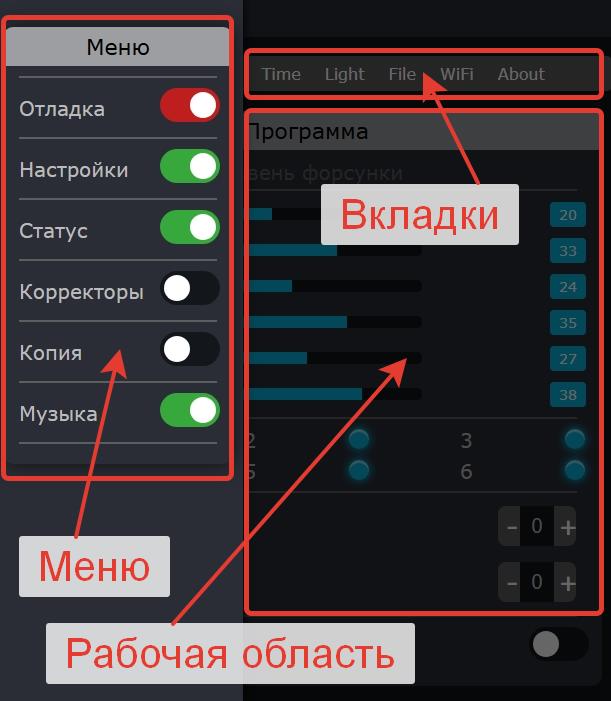 Меню
Отладка
Настройки
Статус
Корректоры
Копия
Музыка
Time Light File WiFi About
Программа
вень форсунки
Вкладки
20
33
24
35
27
38
2 3
5 6
- 0 +
- 0 +
Меню
Рабочая область